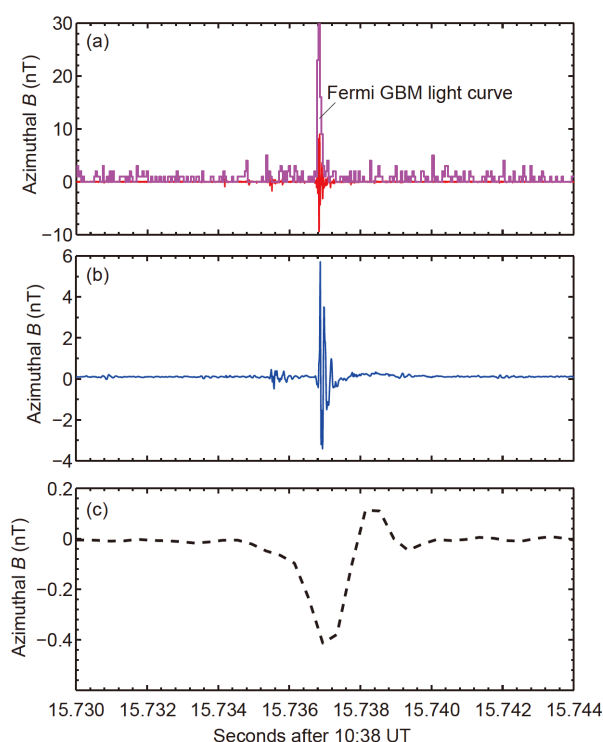 (a)
Azimuthal B (nT)
30
20
10
0
−10
Fermi GBM light curve
(b)
Azimuthal B (nT)
6
4
2
0
−2
−4
(c)
Azimuthal B (nT)
0.2
0
−0.2
−0.4
15.730 15.732 15.734 15.736 15.738 15.740 15.742 15.744
Seconds after 10:38 UT